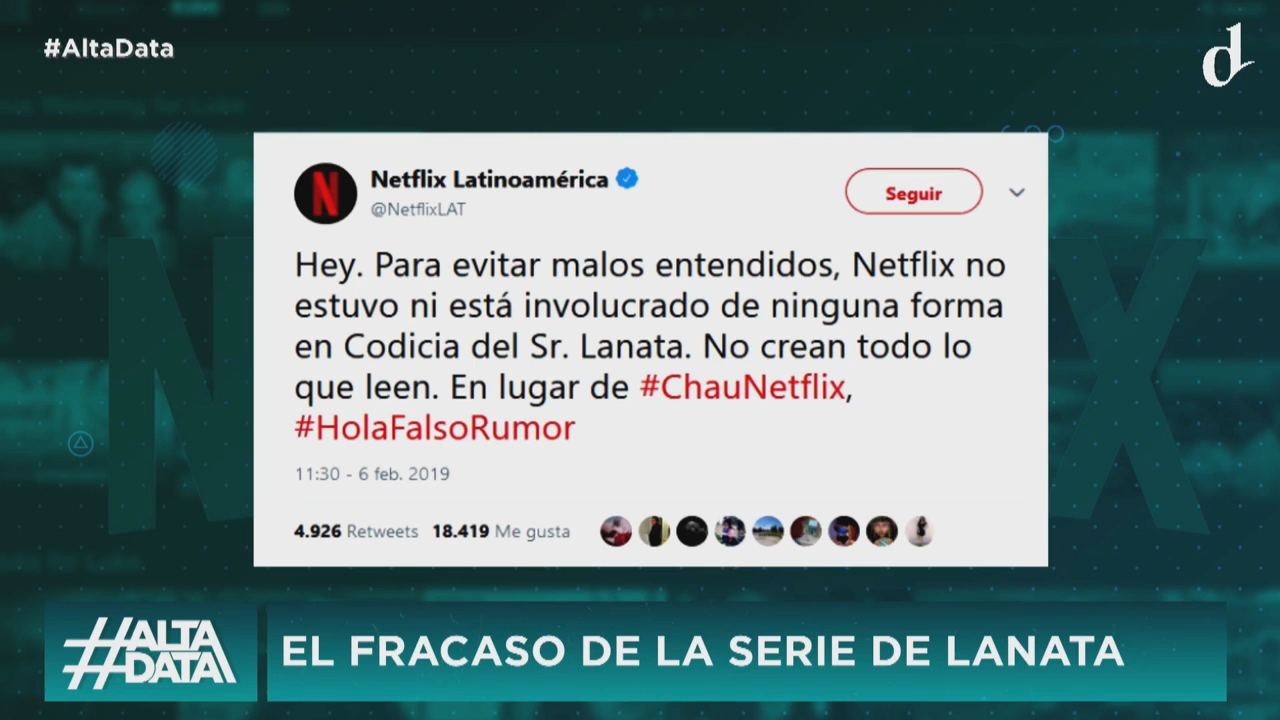 #AltaData
d
Netflix Latinoamérica
@NetflixLAT
Seguir
Hey. Para evitar malos entendidos, Netflix no
estuvo ni está involucrado de ninguna forma
en Codicia del Sr. Lanata. No crean todo lo
que leen. En lugar de #ChauNetflix,
#HolaFalsoRumor
11:30 - 6 feb. 2019
4.926 Retweets 18.419 Me gusta
#ALTA
DATA
EL FRACASO DE LA SERIE DE LANATA